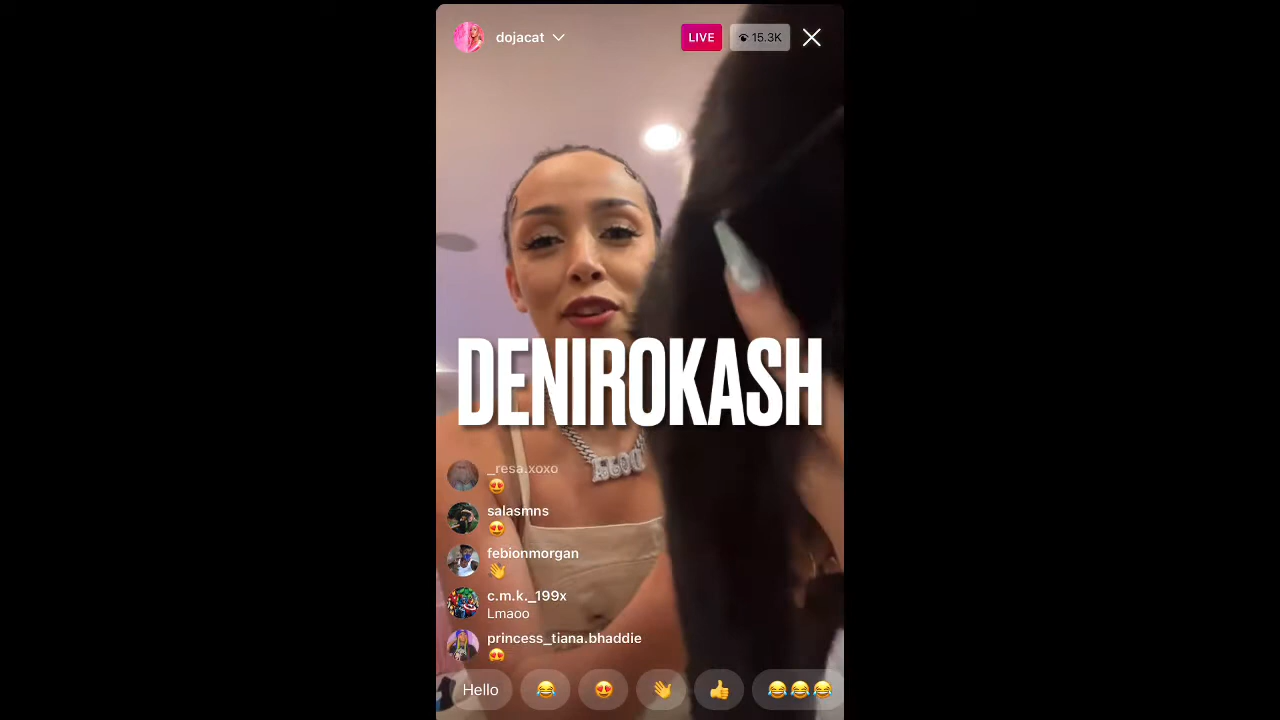 dojacat
LIVE
15.3K
DENIROKASH
_resa.xoxo
😍
salasmns
😍
febionmorgan
👋
c.m.k._199x
Lmaoo
princess_tiana.bhaddie
😍
Hello 😂 😍 👋 👍 😂😂😂